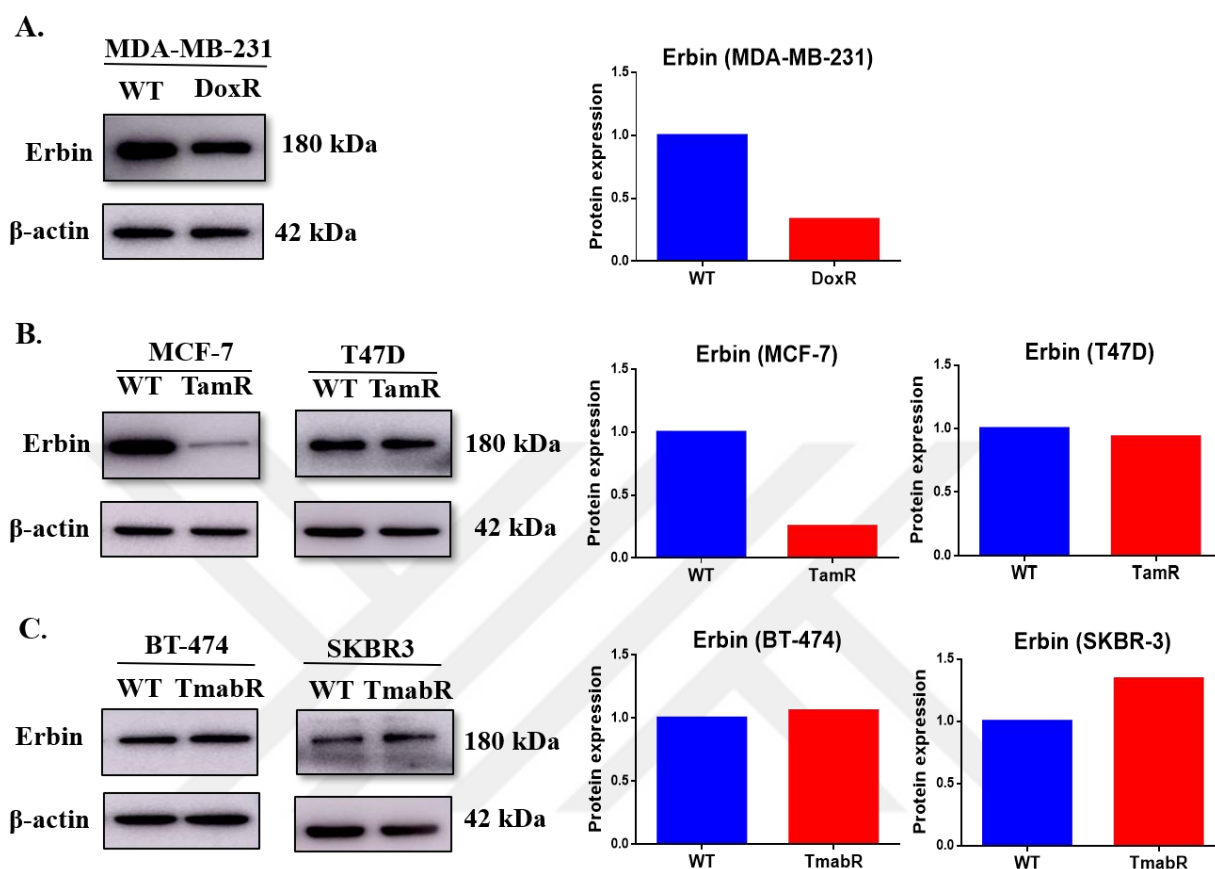 A.
MDA-MB-231
WT DoxR
Erbin 180 kDa
β-actin 42 kDa
Erbin (MDA-MB-231)
Protein expression
1.5
1.0
0.5
0.0
WT DoxR
B.
MCF-7 T47D
WT TamR WT TamR
Erbin 180 kDa
β-actin 42 kDa
Erbin (MCF-7)
Protein expression
1.5
1.0
0.5
0.0
WT TamR
Erbin (T47D)
Protein expression
1.5
1.0
0.5
0.0
WT TamR
C.
BT-474 SKBR3
WT TmabR WT TmabR
Erbin 180 kDa
β-actin 42 kDa
Erbin (BT-474)
Protein expression
1.5
1.0
0.5
0.0
WT TmabR
Erbin (SKBR-3)
Protein expression
1.5
1.0
0.5
0.0
WT TmabR